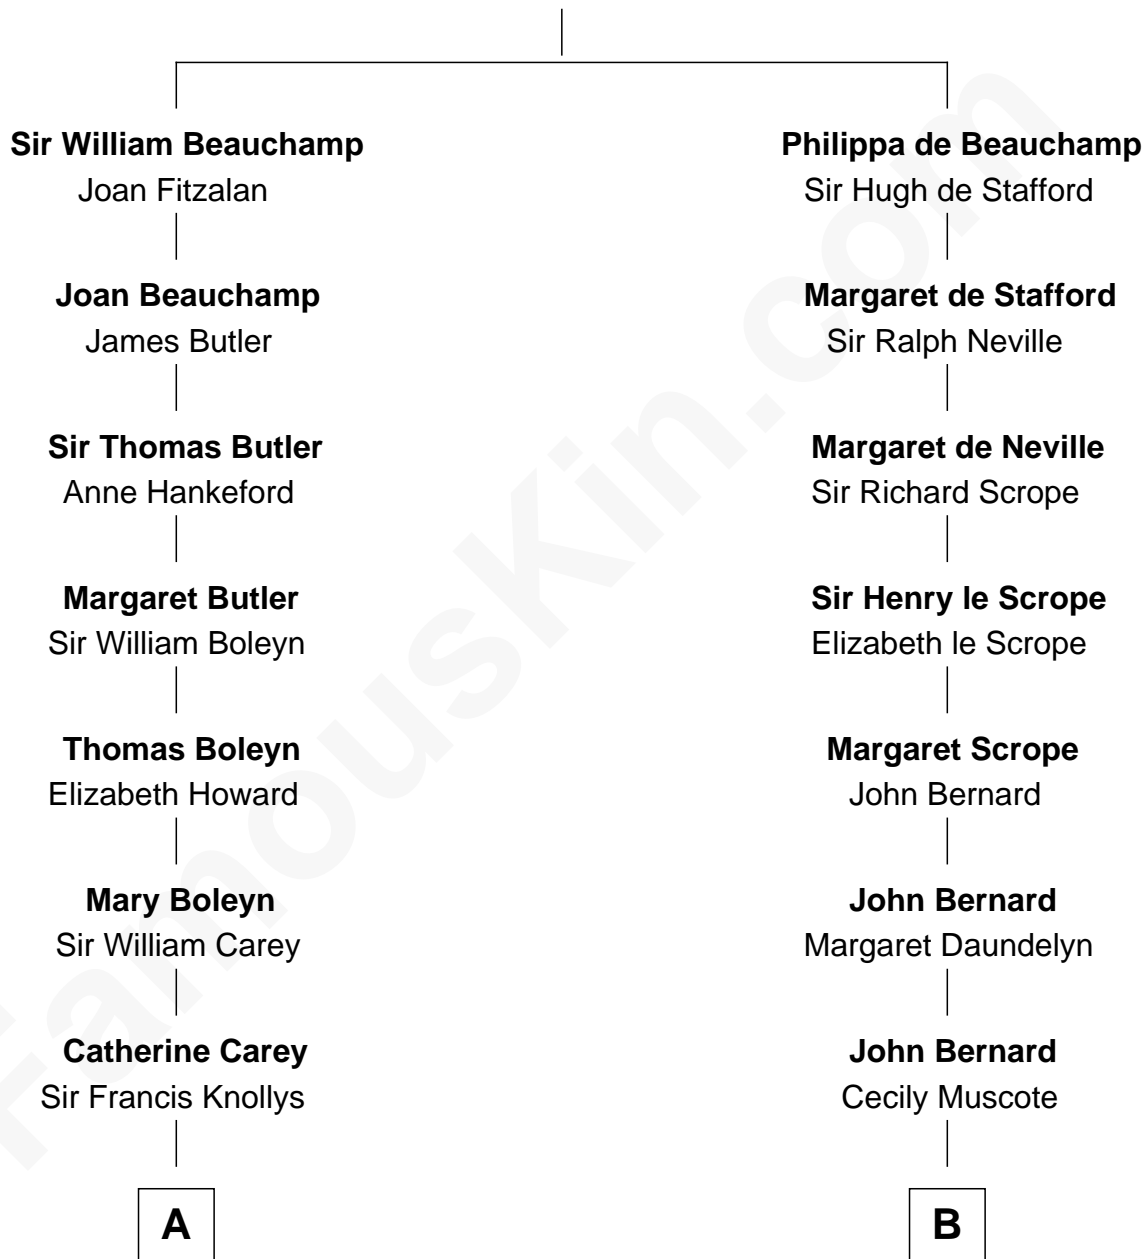 Sir William Beauchamp
Joan Fitzalan
Joan Beauchamp
James Butler
Sir Thomas Butler
Anne Hankeford
Margaret Butler
Sir William Boleyn
Thomas Boleyn
Elizabeth Howard
Mary Boleyn
Sir William Carey
Catherine Carey
Sir Francis Knollys
A
Philippa de Beauchamp
Sir Hugh de Stafford
Margaret de Stafford
Sir Ralph Neville
Margaret de Neville
Sir Richard Scrope
Sir Henry le Scrope
Elizabeth le Scrope
Margaret Scrope
John Bernard
John Bernard
Margaret Daundelyn
John Bernard
Cecily Muscote
B
FamousKin.com